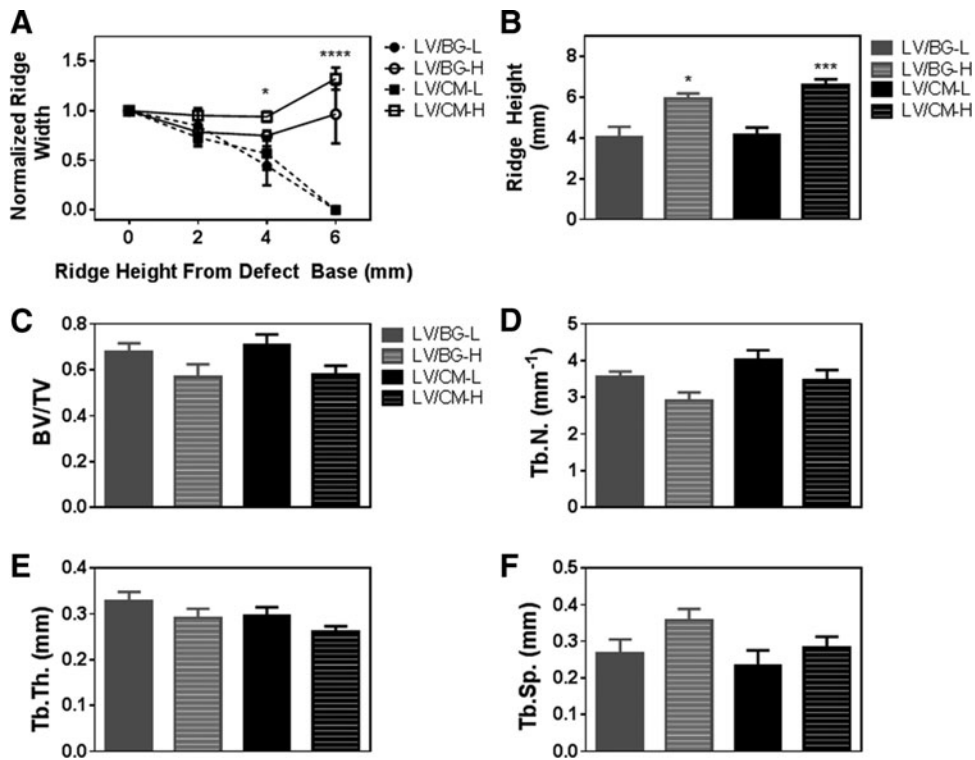 A
Normalized Ridge
Width
1.5
1.0
0.5
0.0
0
2
4
6
Ridge Height From Defect Base (mm)
*
****
LV/BG-L
LV/BG-H
LV/CM-L
LV/CM-H
B
Ridge Height
(mm)
8
6
4
2
0
*
***
LV/BG-L
LV/BG-H
LV/CM-L
LV/CM-H
C
BV/TV
0.8
0.6
0.4
0.2
0.0
LV/BG-L
LV/BG-H
LV/CM-L
LV/CM-H
D
Tb.N. (mm⁻¹)
5
4
3
2
1
0
E
Tb.Th. (mm)
0.4
0.3
0.2
0.1
0.0
F
Tb.Sp. (mm)
0.5
0.4
0.3
0.2
0.1
0.0